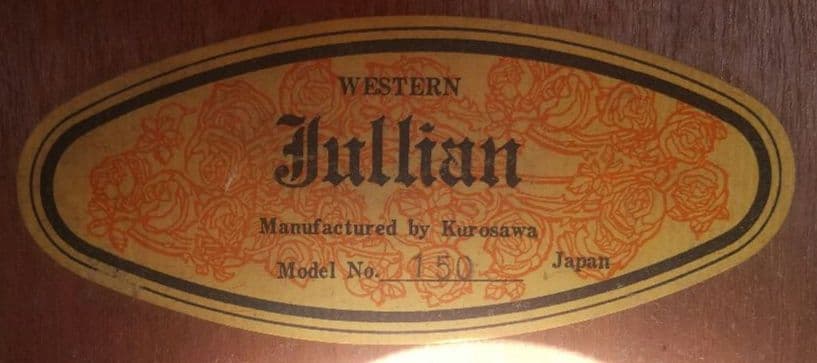 WESTERN
Jullian
Manufactured by Kurosawa
Model No. 150 Japan